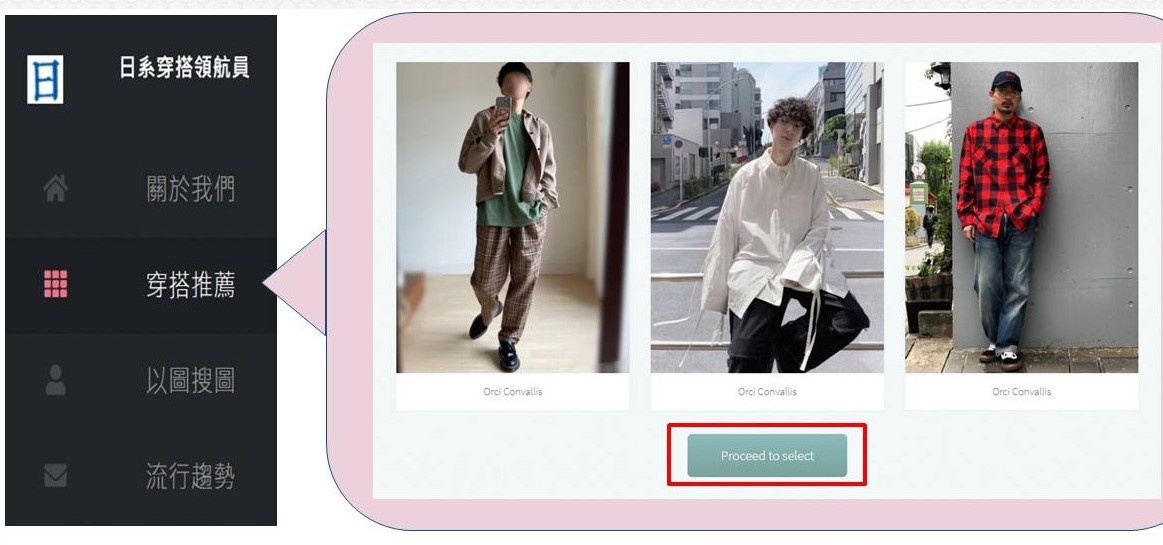 日
日系穿搭領航員
關於我們
穿搭推薦
以圖搜圖
流行趨勢
Orci Convallis
Orci Convallis
Orci Convallis
Proceed to select